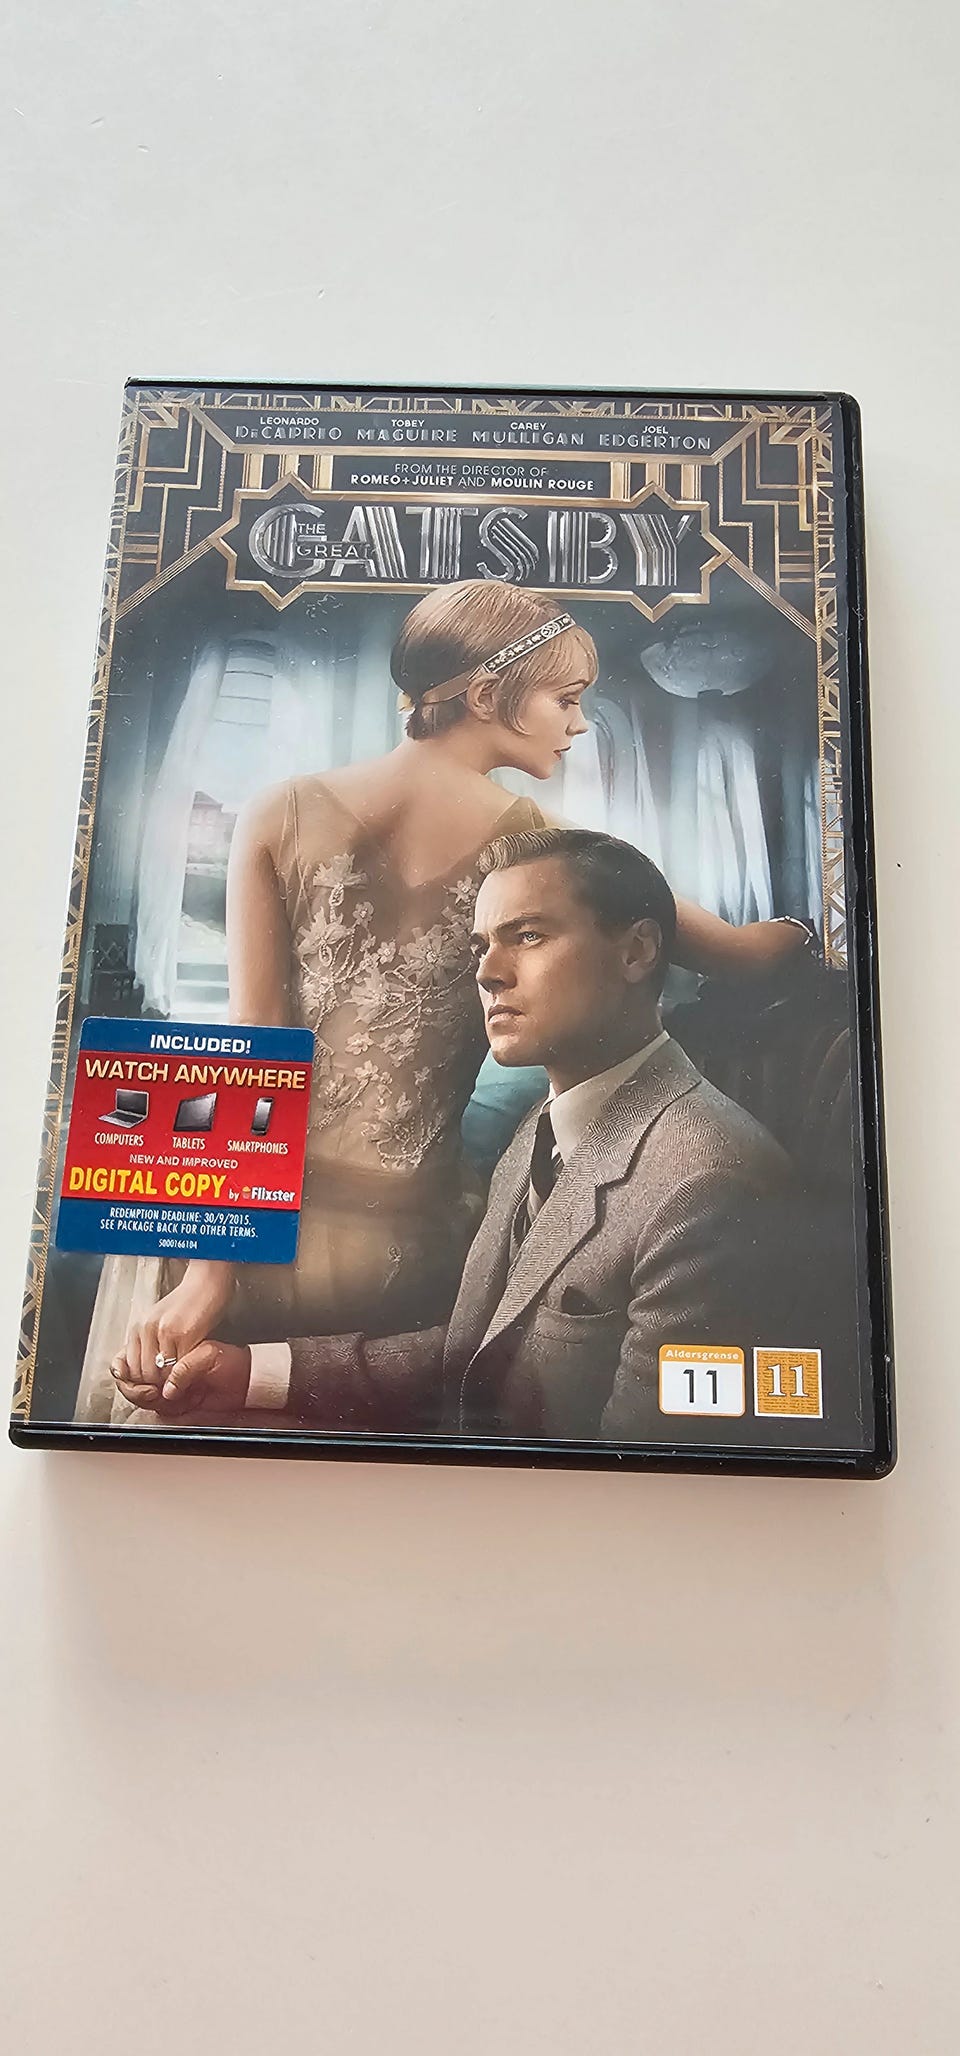 LEONARDO TOBEY CAREY JOEL
DiCAPRIO MAGUIRE MULLIGAN EDGERTON
FROM THE DIRECTOR OF
ROMEO+JULIET AND MOULIN ROUGE
THE
GREAT
GATSBY
INCLUDED!
WATCH ANYWHERE
COMPUTERS TABLETS SMARTPHONES
NEW AND IMPROVED
DIGITAL COPY by Flixster
REDEMPTION DEADLINE: 30/9/2015.
SEE PACKAGE BACK FOR OTHER TERMS.
5000166104
Aldersgrense
11 11